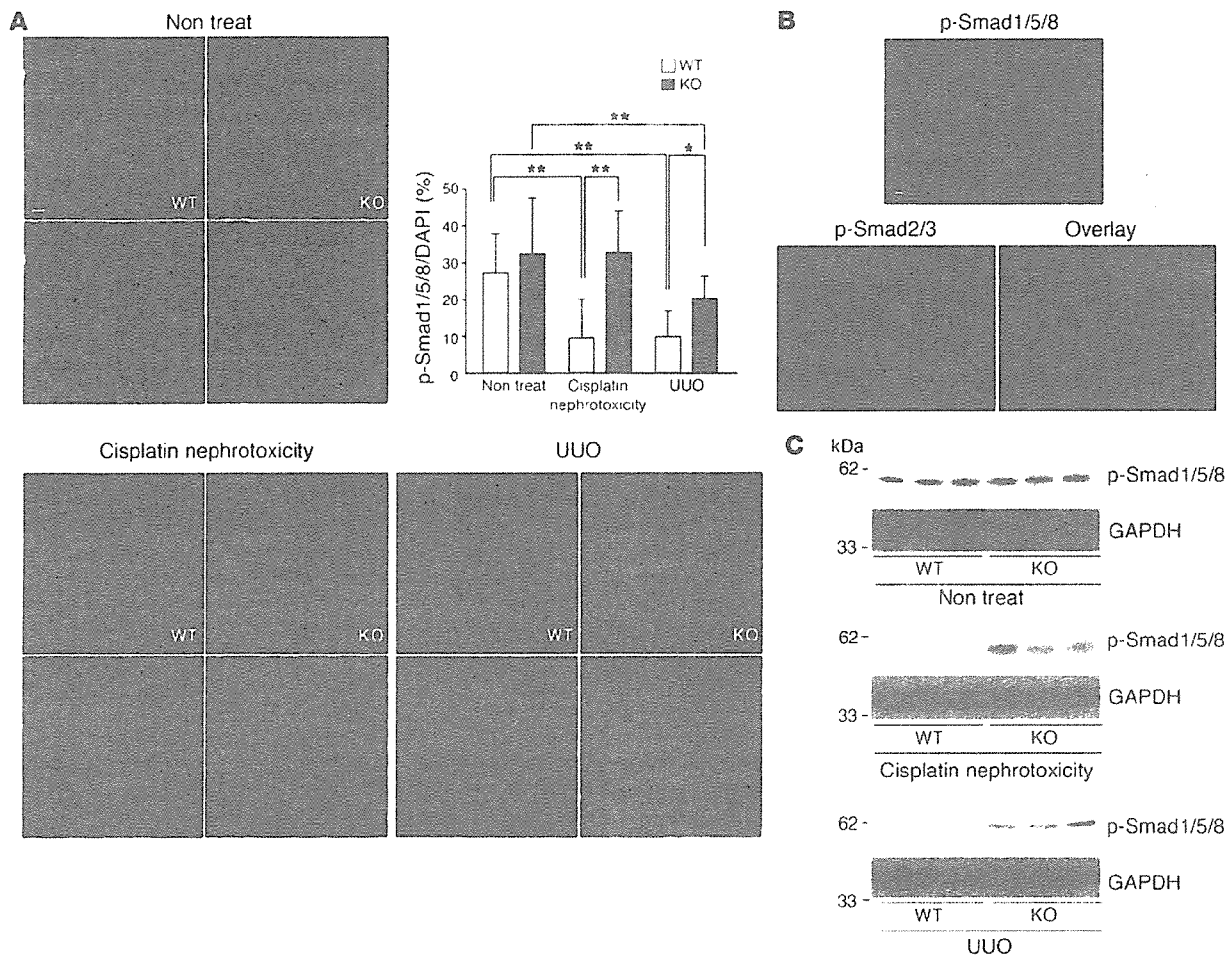 A
Non treat
WT
KO
WT
KO
** 
**
*
**
**
p-Smad1/5/8/DAPI (%)
50
40
30
20
10
0
Non treat
Cisplatin
nephrotoxicity
UUO
B
p-Smad1/5/8
p-Smad2/3
Overlay
Cisplatin nephrotoxicity
UUO
WT
KO
WT
KO
C
kDa
62 -
p-Smad1/5/8
GAPDH
33 -
WT
KO
Non treat
62 -
p-Smad1/5/8
GAPDH
33 -
WT
KO
Cisplatin nephrotoxicity
62 -
p-Smad1/5/8
GAPDH
33 -
WT
KO
UUO